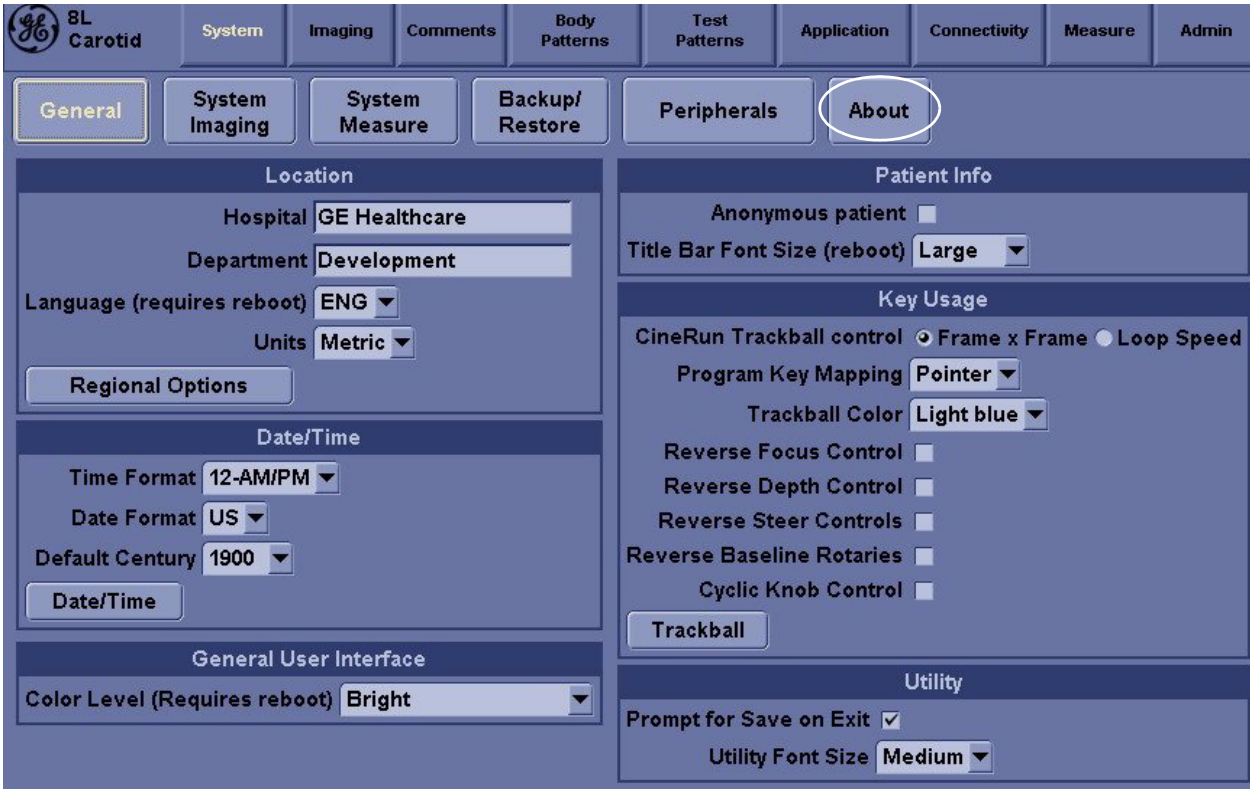 8L
Carotid
System
Imaging
Comments
Body
Patterns
Test
Patterns
Application
Connectivity
Measure
Admin
General
System
Imaging
System
Measure
Backup/
Restore
Peripherals
About
Location
Hospital GE Healthcare
Department Development
Language (requires reboot) ENG
Units Metric
Regional Options
Date/Time
Time Format 12-AM/PM
Date Format US
Default Century 1900
Date/Time
General User Interface
Color Level (Requires reboot) Bright
Patient Info
Anonymous patient
Title Bar Font Size (reboot) Large
Key Usage
CineRun Trackball control Frame x Frame Loop Speed
Program Key Mapping Pointer
Trackball Color Light blue
Reverse Focus Control
Reverse Depth Control
Reverse Steer Controls
Reverse Baseline Rotaries
Cyclic Knob Control
Trackball
Utility
Prompt for Save on Exit
Utility Font Size Medium